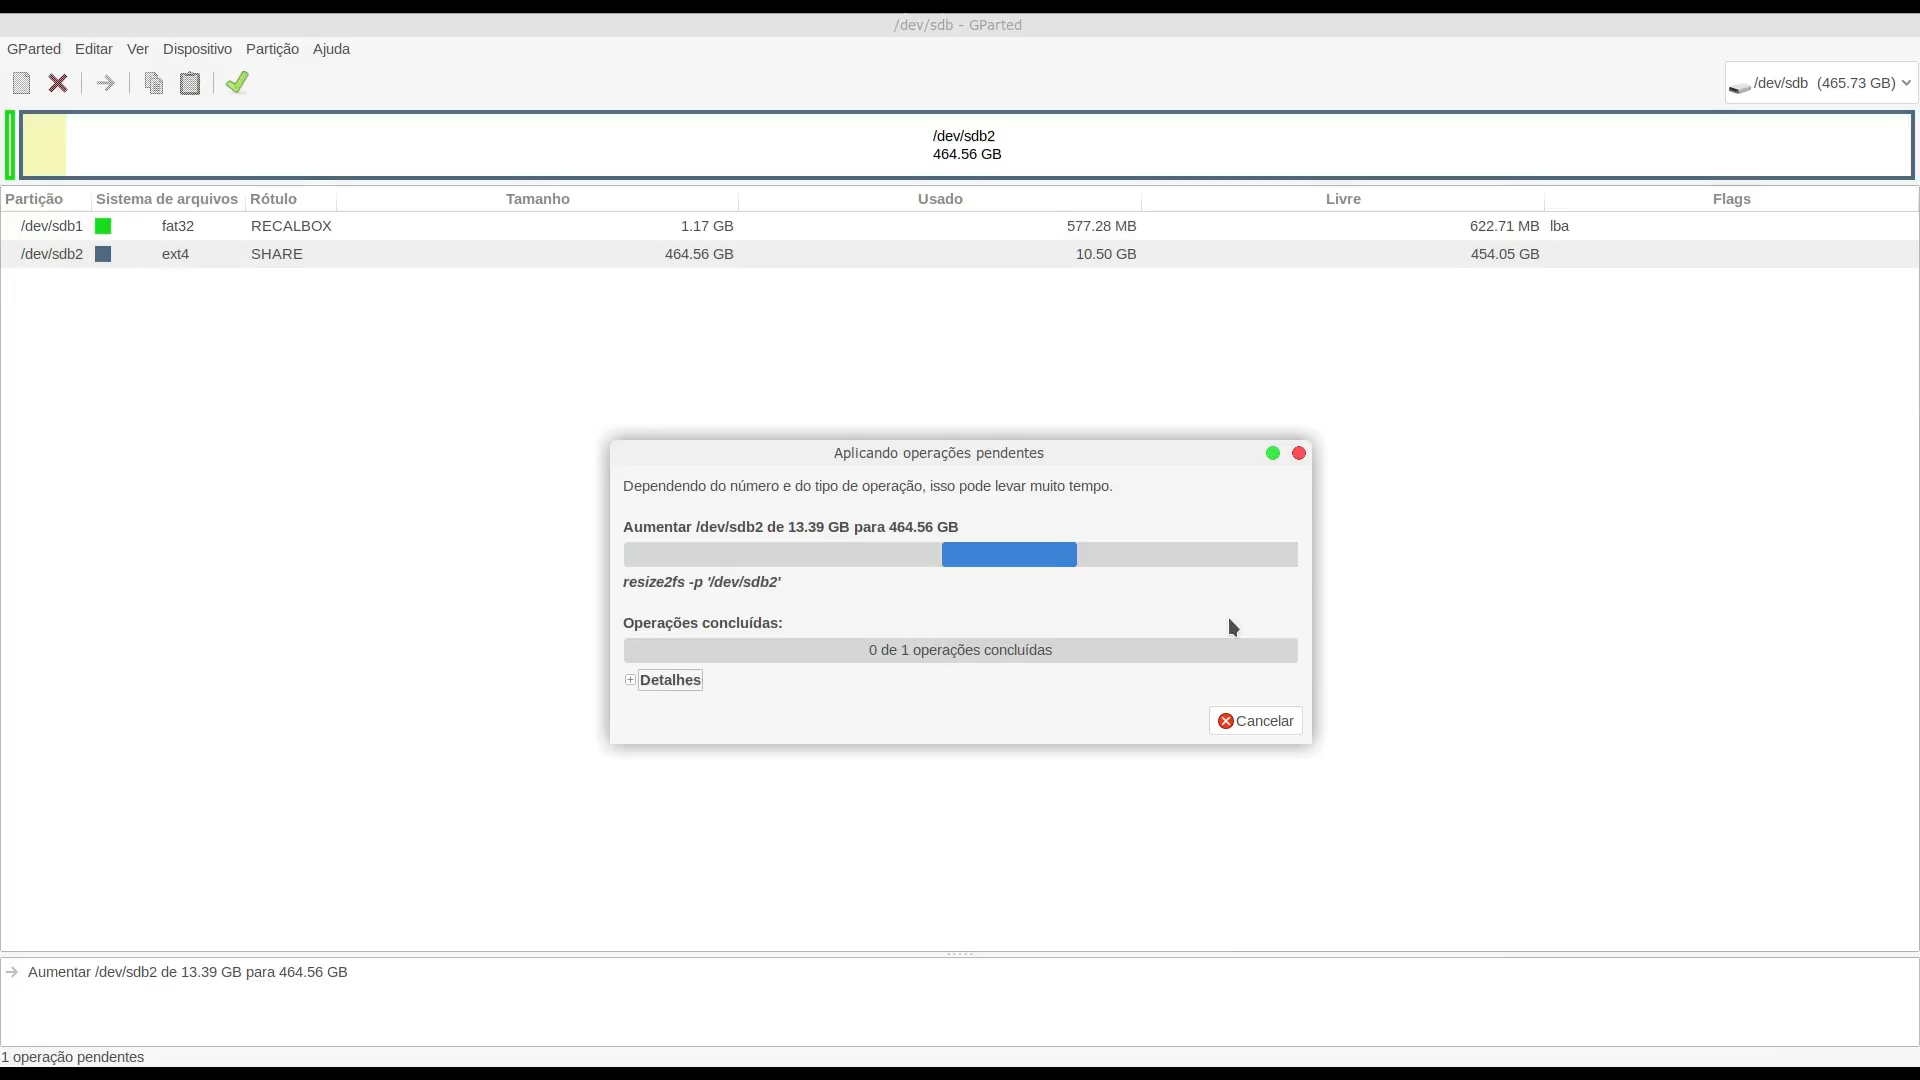 /dev/sdb - GParted
GParted Editar Ver Dispositivo Partição Ajuda
/dev/sdb (465.73 GB)
/dev/sdb2
464.56 GB
Partição Sistema de arquivos Rótulo Tamanho Usado Livre Flags
/dev/sdb1 fat32 RECALBOX 1.17 GB 577.28 MB 622.71 MB lba
/dev/sdb2 ext4 SHARE 464.56 GB 10.50 GB 454.05 GB
Aplicando operações pendentes
Dependendo do número e do tipo de operação, isso pode levar muito tempo.
Aumentar /dev/sdb2 de 13.39 GB para 464.56 GB
resize2fs -p '/dev/sdb2'
Operações concluídas:
0 de 1 operações concluídas
Detalhes
Cancelar
Aumentar /dev/sdb2 de 13.39 GB para 464.56 GB
1 operação pendentes